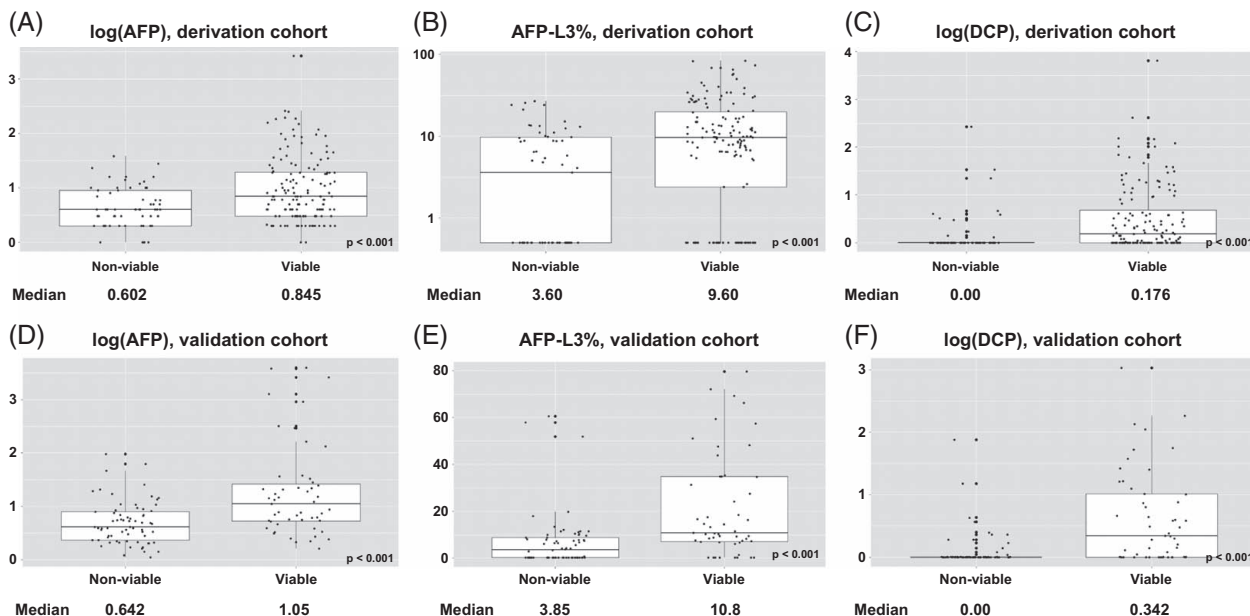 (A) log(AFP), derivation cohort
3
2
1
0
p < 0.001
Non-viable Viable
Median 0.602 0.845
(B) AFP-L3%, derivation cohort
100
10
1
p < 0.001
Non-viable Viable
Median 3.60 9.60
(C) log(DCP), derivation cohort
4
3
2
1
0
p < 0.001
Non-viable Viable
Median 0.00 0.176
(D) log(AFP), validation cohort
3
2
1
0
p < 0.001
Non-viable Viable
Median 0.642 1.05
(E) AFP-L3%, validation cohort
80
60
40
20
0
p < 0.001
Non-viable Viable
Median 3.85 10.8
(F) log(DCP), validation cohort
3
2
1
0
p < 0.001
Non-viable Viable
Median 0.00 0.342